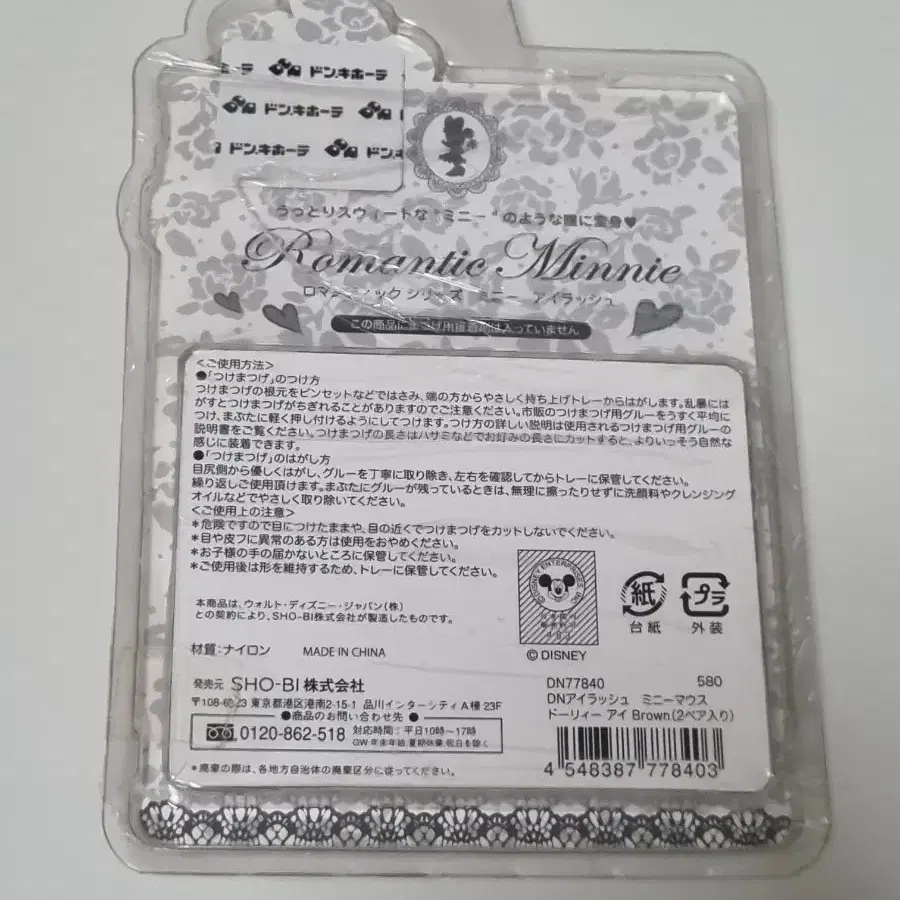 ドン.キホーテ
ドン.キホーテ
ドン.キ
うっとりスウィートな"ミニー"のような瞳に変身♥
Romantic Minnie
ロマンティックシリーズ ミニー アイラッシュ
この商品にまつげ用接着剤は入っていません
<ご使用方法>
●「つけまつげ」のつけ方
つけまつげの根元をピンセットなどではさみ、端の方からやさしく持ち上げトレーからはがします。乱暴には
がすとつけまつげがちぎれることがありますのでご注意ください。市販のつけまつげ用グルーをうすく平均に
つけ、まぶたに軽く押し付けるようにしてつけます。つけ方の詳しい説明は使用されるつけまつげ用グルーの
説明書をご覧ください。つけまつげの長さはハサミなどでお好みの長さにカットすると、よりいっそう自然な
感じに装着できます。
●「つけまつげ」のはがし方
目尻側から優しくはがし、グルーを丁寧に取り除き、左右を確認してからトレーに保管してください。
繰り返しご使用頂けます。まぶたにグルーが残っているときは、無理に擦ったりせずに洗顔料やクレンジング
オイルなどでやさしく取り除いてください。
<ご使用上の注意>
*危険ですので目につけたままや、目の近くでつけまつげをカットしないでください。
*目や皮フに異常のある方は使用をおやめください。
*お子様の手の届かないところに保管してください。
*ご使用後は形を維持するため、トレーに保管してください。
©DISNEY ENTERPRISES, INC.
紙
台紙
プラ
外装
本商品は、ウォルト・ディズニー・ジャパン(株)
との契約により、SHO-BI株式会社が製造したものです。
© DISNEY
材質:ナイロン MADE IN CHINA
発売元 SHO-BI株式会社
〒108-6023 東京都港区港南2-15-1 品川インターシティA棟 23F
●商品のお問い合わせ先●
0120-862-518 対応時間:平日10時〜17時
GW・年末年始、夏期休業、祝日を除く
*廃棄の際は、各地方自治体の廃棄区分に従ってください。
DN77840 580
DNアイラッシュ ミニーマウス
ドーリィー アイ Brown(2ペア入り)
4 548387 778403